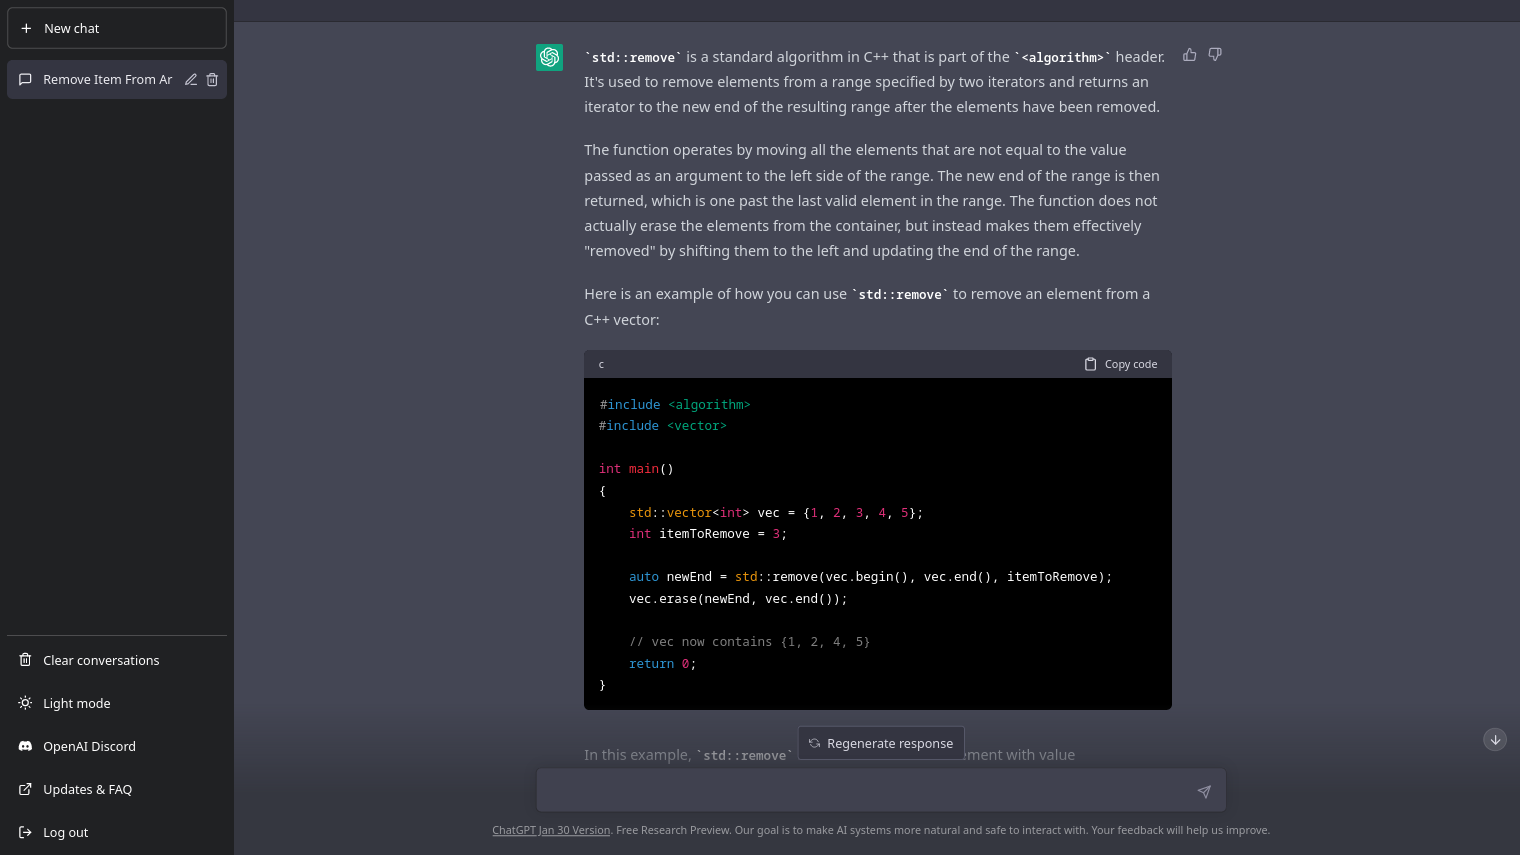 New chat
Remove Item From Ar
Clear conversations
Light mode
OpenAI Discord
Updates & FAQ
Log out
`std::remove` is a standard algorithm in C++ that is part of the `<algorithm>` header.
It's used to remove elements from a range specified by two iterators and returns an
iterator to the new end of the resulting range after the elements have been removed.
The function operates by moving all the elements that are not equal to the value
passed as an argument to the left side of the range. The new end of the range is then
returned, which is one past the last valid element in the range. The function does not
actually erase the elements from the container, but instead makes them effectively
"removed" by shifting them to the left and updating the end of the range.
Here is an example of how you can use `std::remove` to remove an element from a
C++ vector:
c Copy code
#include <algorithm>
#include <vector>
int main()
{
    std::vector<int> vec = {1, 2, 3, 4, 5};
    int itemToRemove = 3;
    auto newEnd = std::remove(vec.begin(), vec.end(), itemToRemove);
    vec.erase(newEnd, vec.end());
    // vec now contains {1, 2, 4, 5}
    return 0;
}
In this example, `std::remove` ement with value
Regenerate response
ChatGPT Jan 30 Version. Free Research Preview. Our goal is to make AI systems more natural and safe to interact with. Your feedback will help us improve.